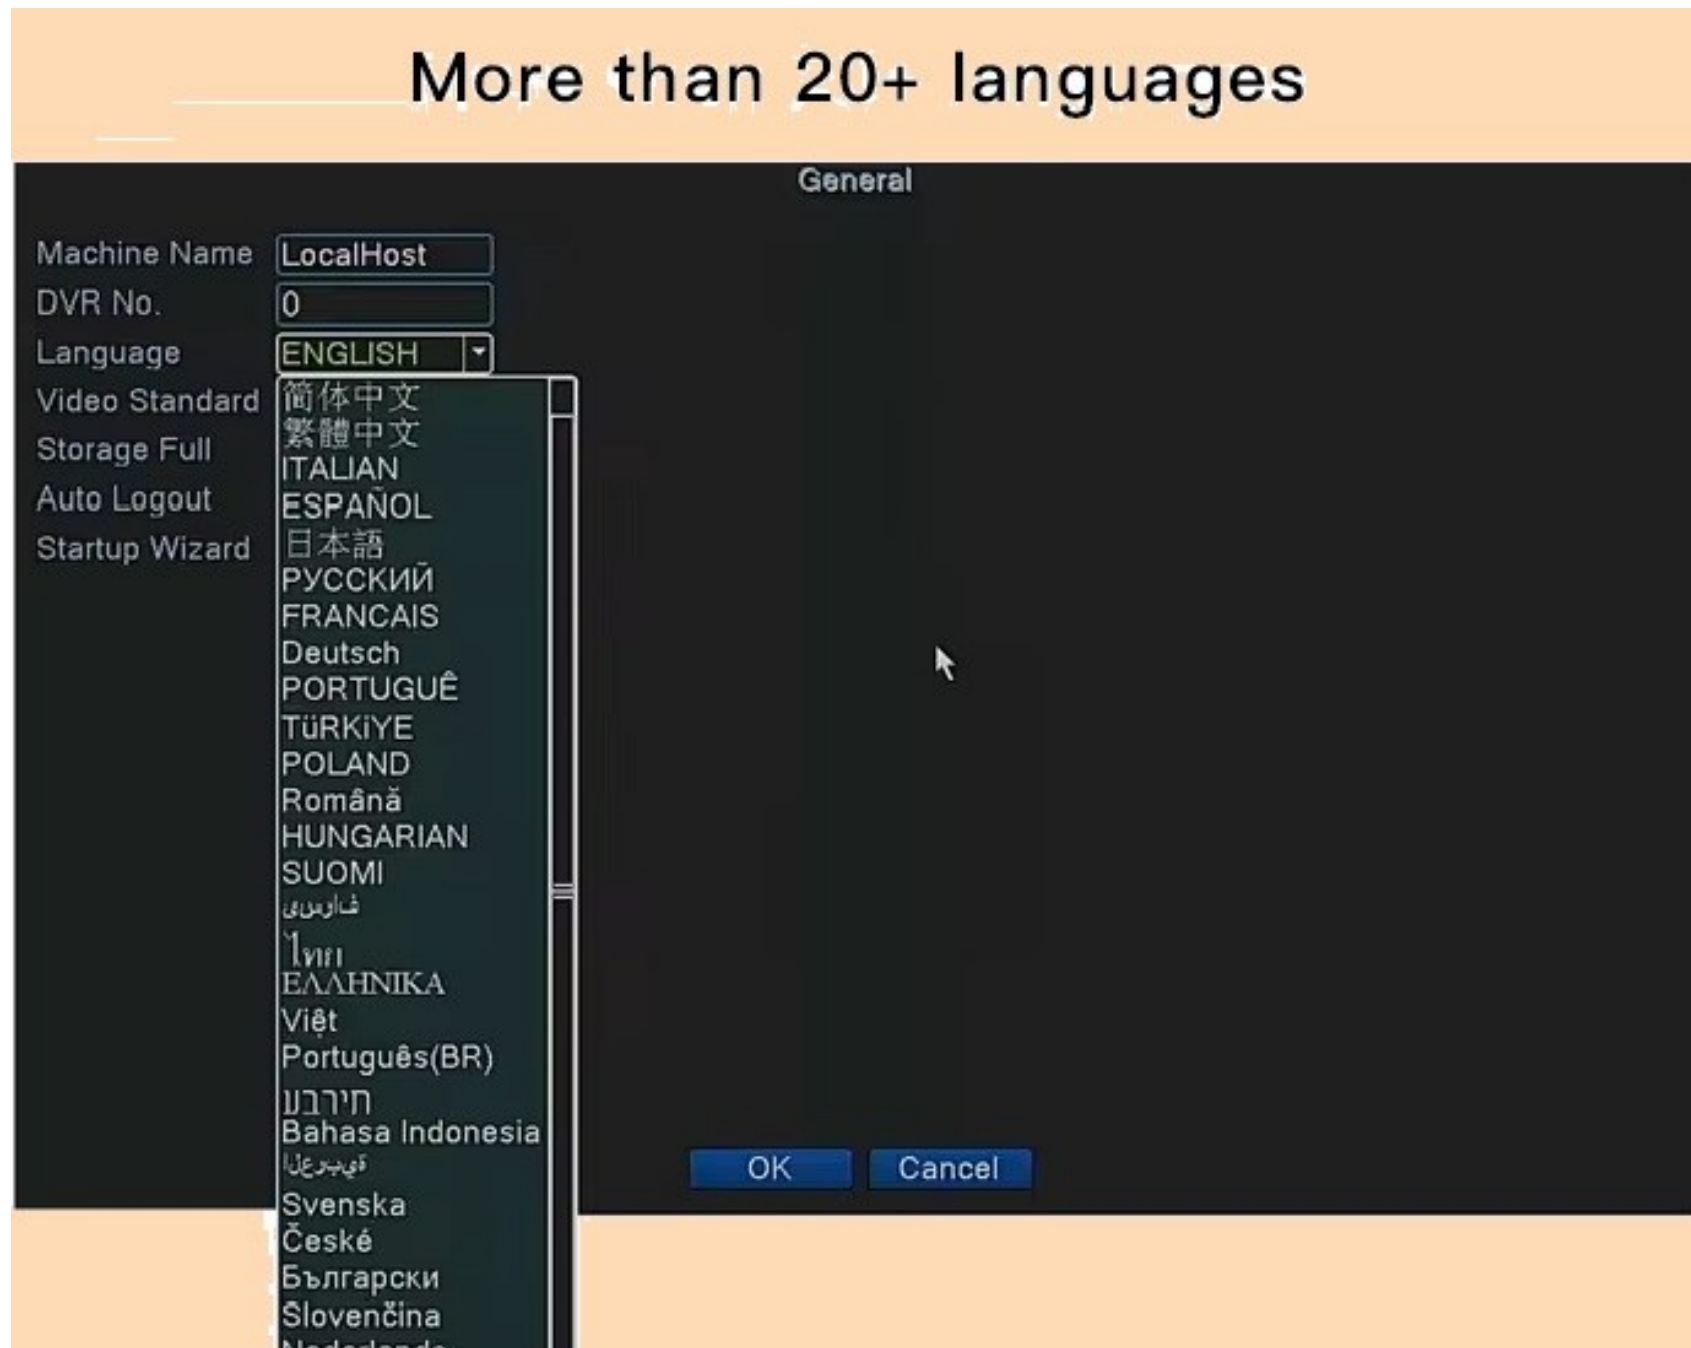 More than 20+ languages
General
Machine Name LocalHost
DVR No. 0
Language ENGLISH
Video Standard
Storage Full
Auto Logout
Startup Wizard
简体中文
繁體中文
ITALIAN
ESPAÑOL
日本語
РУССКИЙ
FRANCAIS
Deutsch
PORTUGUÊ
TüRKiYE
POLAND
Română
HUNGARIAN
SUOMI
فارسی
ไทย
ΕΛΛΗΝΙΚΑ
Việt
Português(BR)
תירבע
Bahasa Indonesia
ةيبرعلا
Svenska
České
Български
Slovenčina
OK Cancel